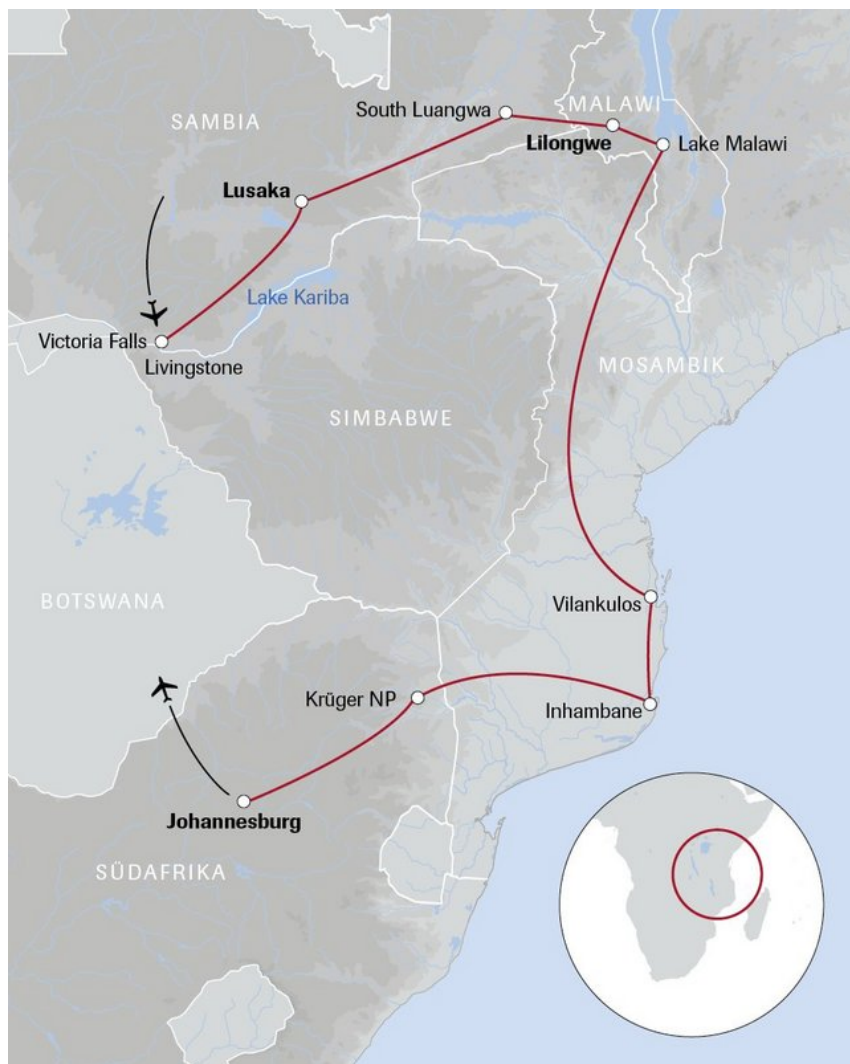 South Luangwa
MALAWI
SAMBIA
Lilongwe
Lake Malawi
Lusaka
Lake Kariba
Victoria Falls
Livingstone
MOSAMBIK
SIMBABWE
BOTSWANA
Vilankulos
Krüger NP
Inhambane
Johannesburg
SÜDAFRIKA